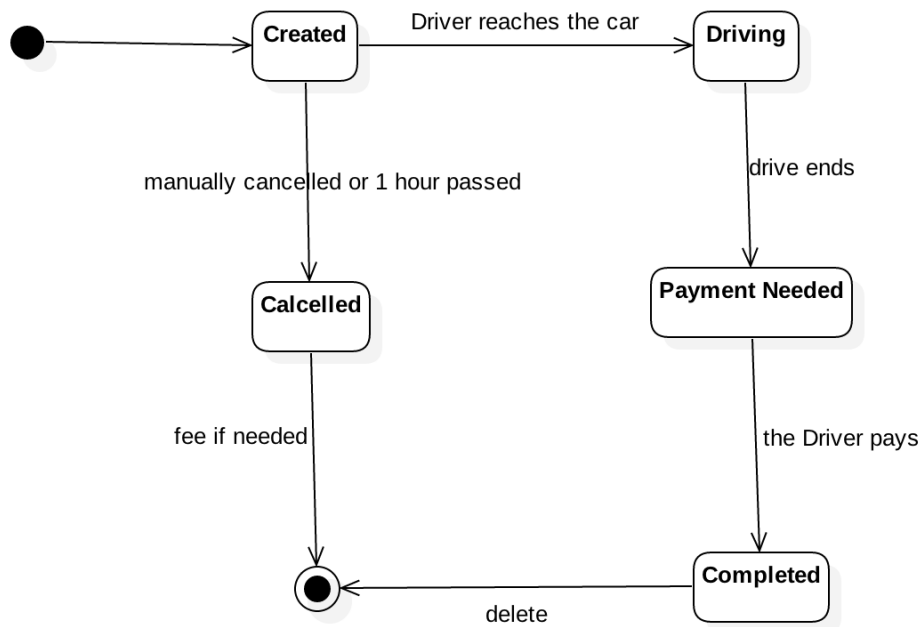 Created
Driver reaches the car
Driving
manually cancelled or 1 hour passed
drive ends
Calcelled
Payment Needed
fee if needed
the Driver pays
Completed
delete